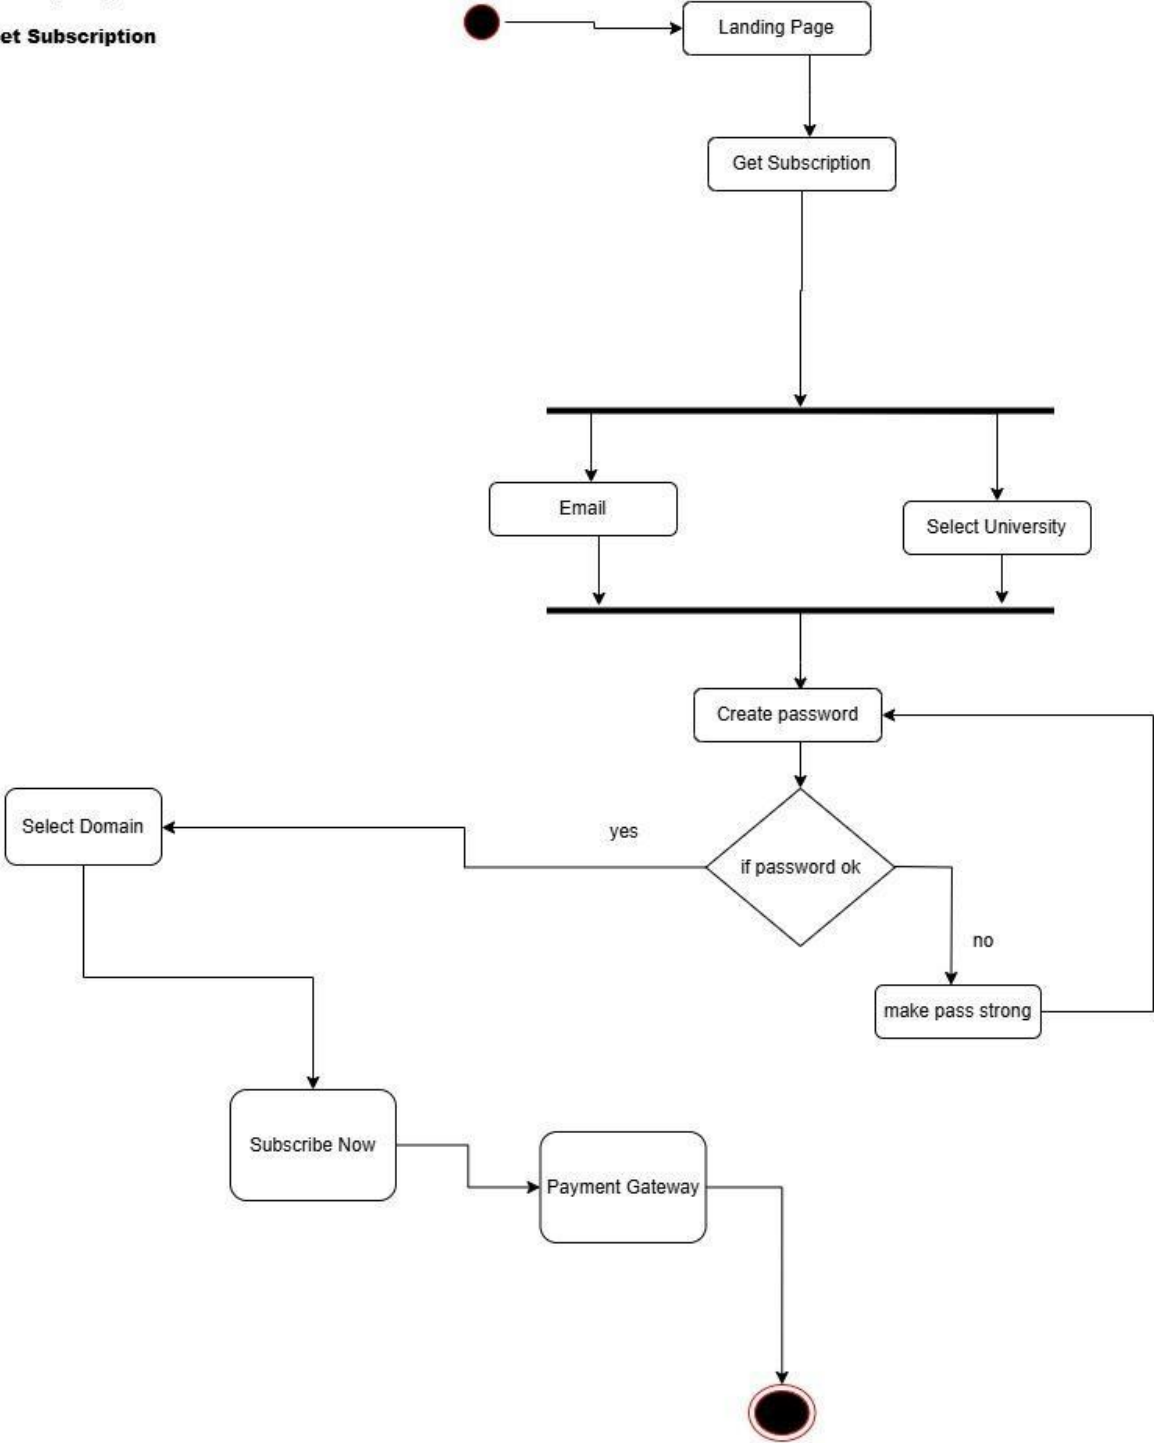 et Subscription
Landing Page
Get Subscription
Email
Select University
Create password
Select Domain
yes
if password ok
no
make pass strong
Subscribe Now
Payment Gateway